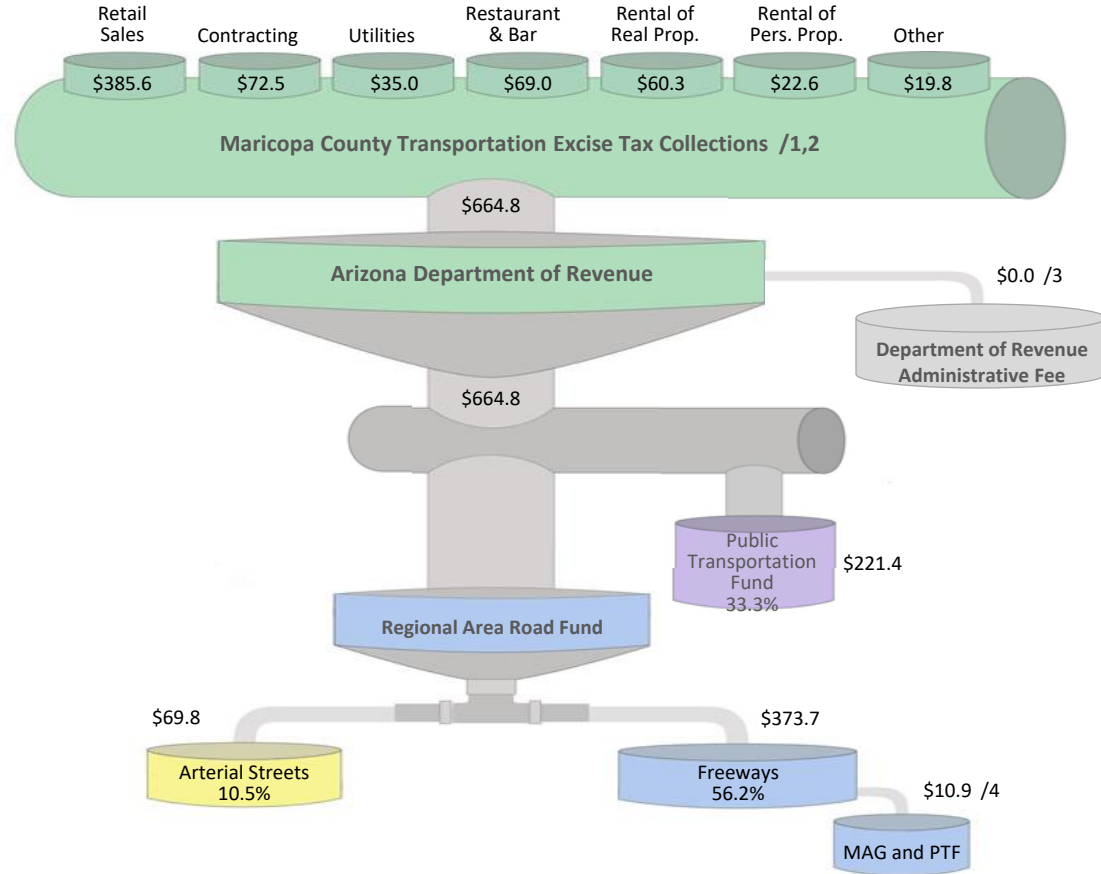 Retail
Sales
Contracting
Utilities
Restaurant
& Bar
Rental of
Real Prop.
Rental of
Pers. Prop.
Other
$385.6
$72.5
$35.0
$69.0
$60.3
$22.6
$19.8
Maricopa County Transportation Excise Tax Collections /1,2
$664.8
Arizona Department of Revenue
$0.0 /3
Department of Revenue
Administrative Fee
$664.8
Public
Transportation
Fund
33.3%
$221.4
Regional Area Road Fund
$69.8
$373.7
Arterial Streets
10.5%
Freeways
56.2%
$10.9 /4
MAG and PTF